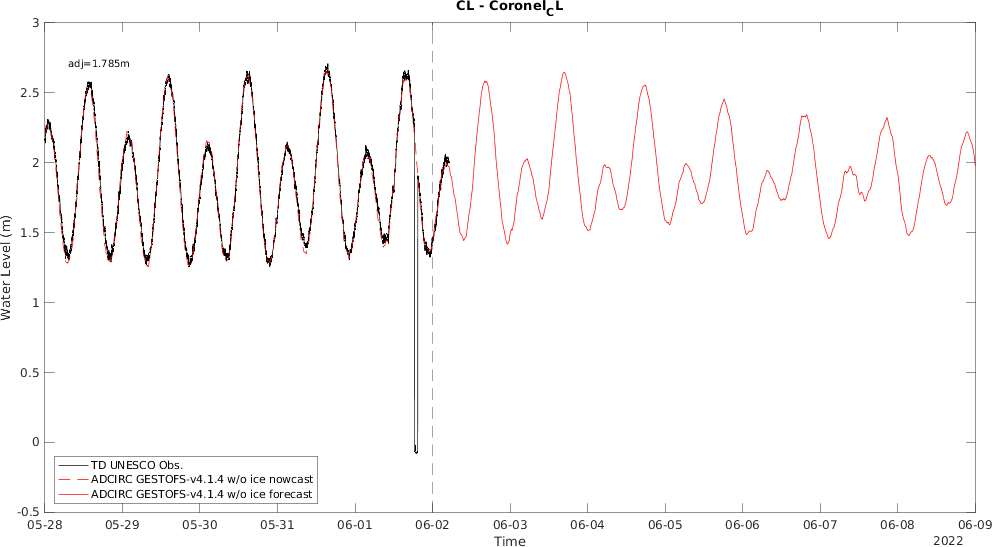 CL - Coronel_CL
adj=1.785m
3
2.5
2
1.5
1
0.5
0
-0.5
Water Level (m)
TD UNESCO Obs.
ADCIRC GESTOFS-v4.1.4 w/o ice nowcast
ADCIRC GESTOFS-v4.1.4 w/o ice forecast
05-28 05-29 05-30 05-31 06-01 06-02 06-03 06-04 06-05 06-06 06-07 06-08 06-09
Time
2022